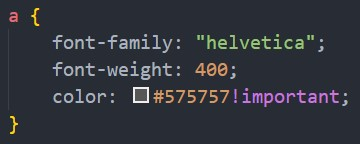 a {
font-family: "helvetica";
font-weight: 400;
color: #575757!important;
}